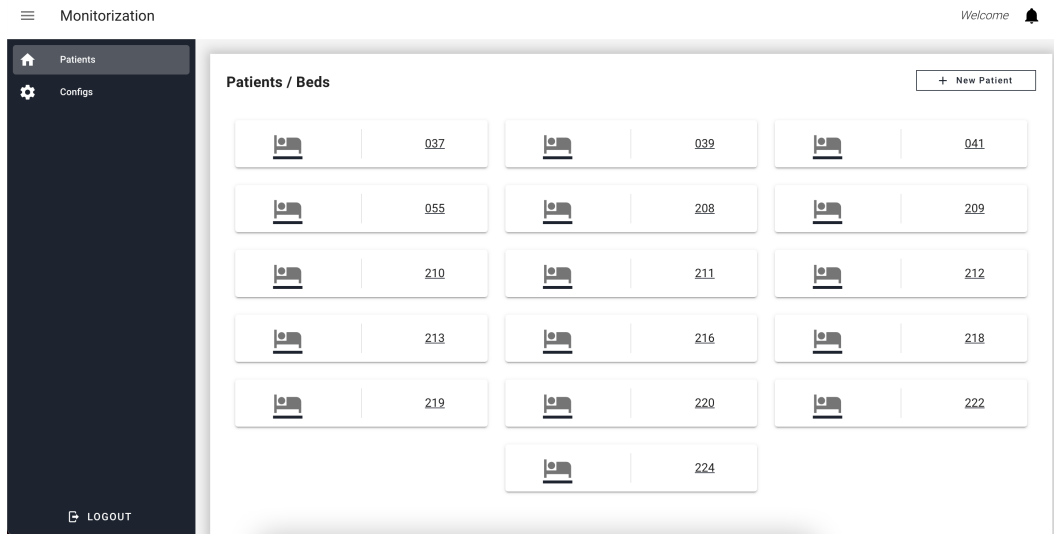 Monitorization
Welcome
Patients
Configs
Patients / Beds
+ New Patient
037
039
041
055
208
209
210
211
212
213
216
218
219
220
222
224
LOGOUT